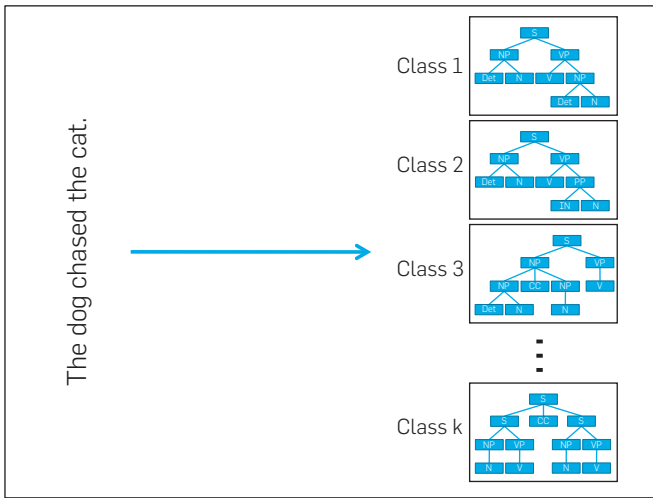 The dog chased the cat.
Class 1
S
NP VP
Det N V NP
Det N
Class 2
S
NP VP
Det N V PP
IN N
Class 3
S
NP VP
NP CC NP V
Det N N
Class k
S
S CC S
NP VP NP VP
N V N V